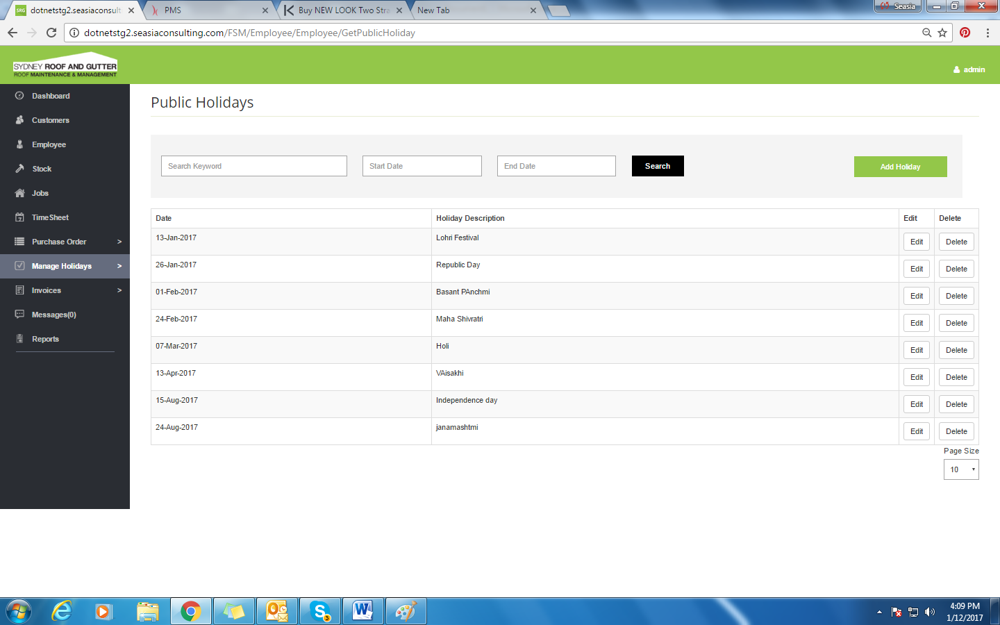 SRG dotnetstg2.seasiaconsult
PMS
Buy NEW LOOK Two Stra
New Tab
Seasia
dotnetstg2.seasiaconsulting.com/FSM/Employee/Employee/GetPublicHoliday
SYDNEY ROOF AND GUTTER
ROOF MAINTENANCE & MANAGEMENT
admin
Dashboard
Customers
Employee
Stock
Jobs
TimeSheet
Purchase Order >
Manage Holidays >
Invoices >
Messages(0)
Reports
Public Holidays
Search Keyword
Start Date
End Date
Search
Add Holiday
Date Holiday Description Edit Delete
13-Jan-2017 Lohri Festival Edit Delete
26-Jan-2017 Republic Day Edit Delete
01-Feb-2017 Basant PAnchmi Edit Delete
24-Feb-2017 Maha Shivratri Edit Delete
07-Mar-2017 Holi Edit Delete
13-Apr-2017 VAisakhi Edit Delete
15-Aug-2017 Independence day Edit Delete
24-Aug-2017 janamashtmi Edit Delete
Page Size
10
3
4:09 PM
1/12/2017